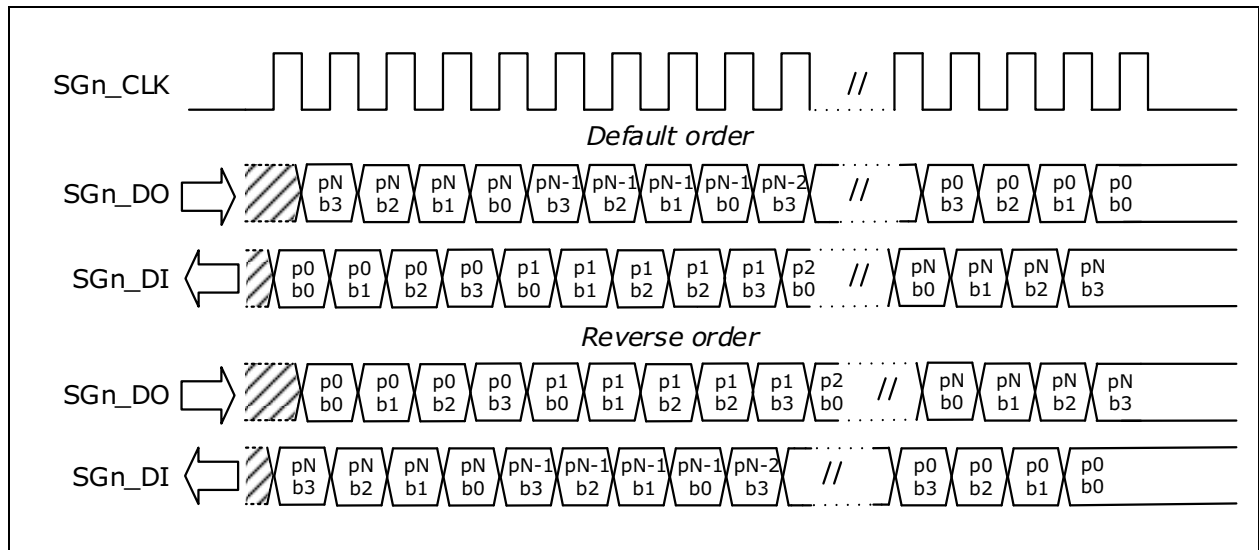 SGn_CLK //
Default order
SGn_DO pN pN pN pN pN-1 pN-1 pN-1 pN-1 pN-2 // p0 p0 p0 p0
b3 b2 b1 b0 b3 b2 b1 b0 b3 b3 b2 b1 b0
SGn_DI p0 p0 p0 p0 p1 p1 p1 p1 p1 p2 // pN pN pN pN
b0 b1 b2 b3 b0 b1 b2 b2 b3 b0 b0 b1 b2 b3
Reverse order
SGn_DO p0 p0 p0 p0 p1 p1 p1 p1 p1 p2 // pN pN pN pN
b0 b1 b2 b3 b0 b1 b2 b2 b3 b0 b0 b1 b2 b3
SGn_DI pN pN pN pN pN-1 pN-1 pN-1 pN-1 pN-2 // p0 p0 p0 p0
b3 b2 b1 b0 b3 b2 b1 b0 b3 b3 b2 b1 b0